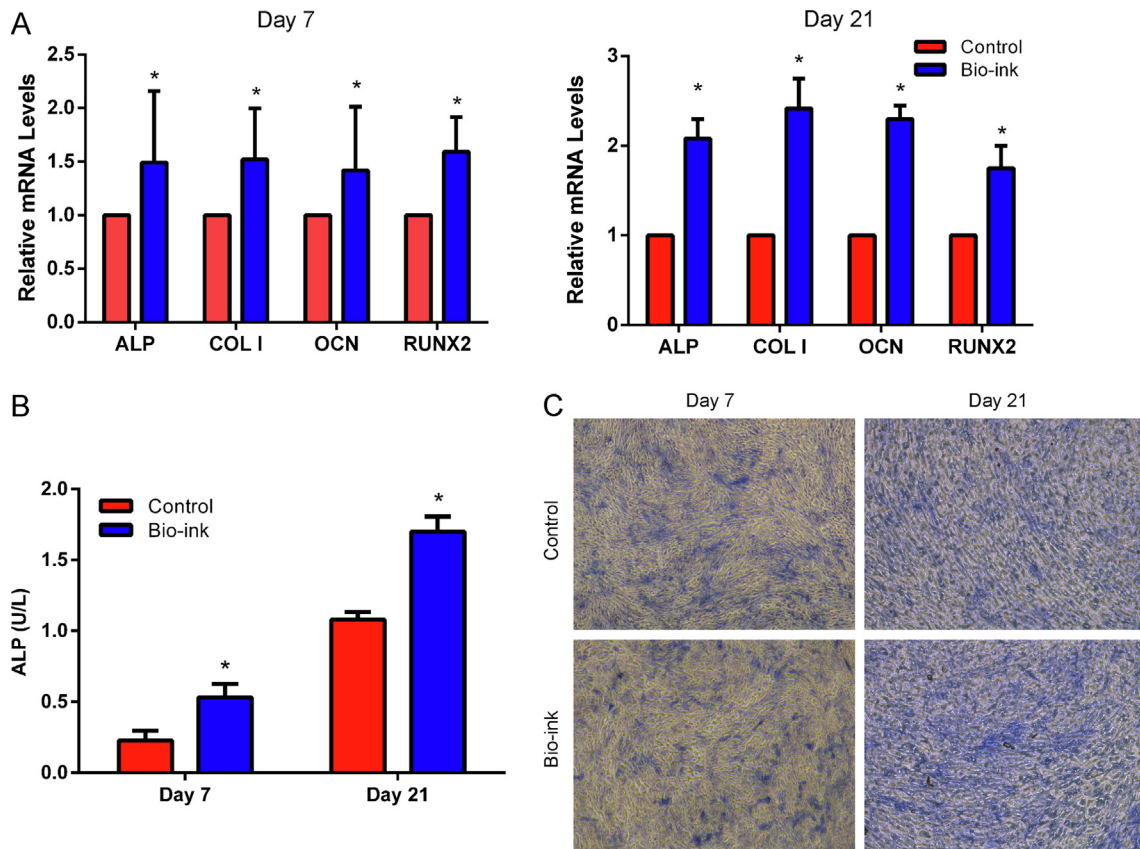 A
Day 7
Relative mRNA Levels
2.5
2.0
1.5
1.0
0.5
0.0
*
*
*
*
ALP COL I OCN RUNX2
Day 21
Control
Bio-ink
Relative mRNA Levels
3
2
1
0
*
*
*
*
ALP COL I OCN RUNX2
B
ALP (U/L)
2.0
1.5
1.0
0.5
0.0
Control
Bio-ink
*
*
Day 7 Day 21
C
Day 7 Day 21
Control
Bio-ink